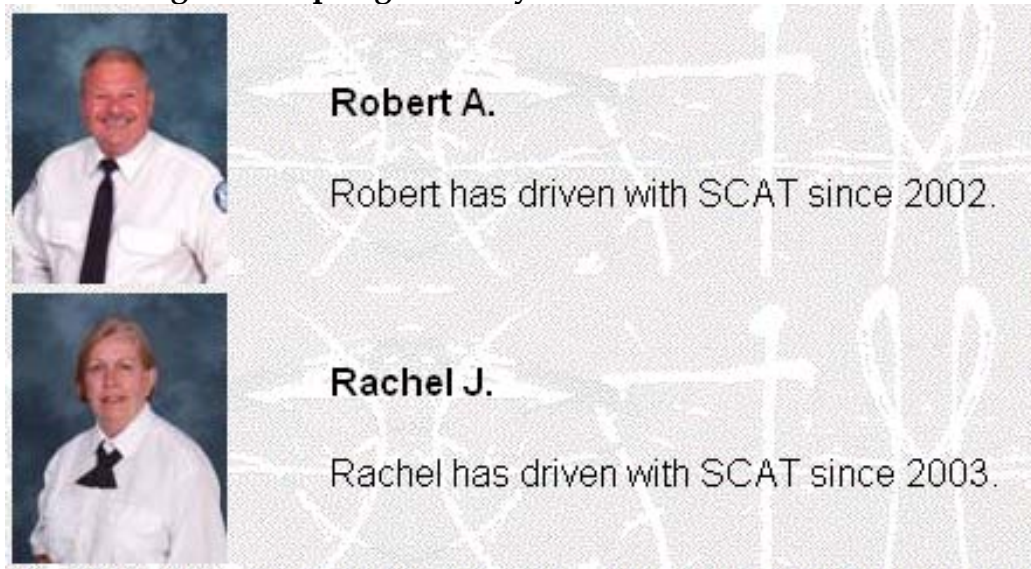 Robert A.
Robert has driven with SCAT since 2002.
Rachel J.
Rachel has driven with SCAT since 2003.